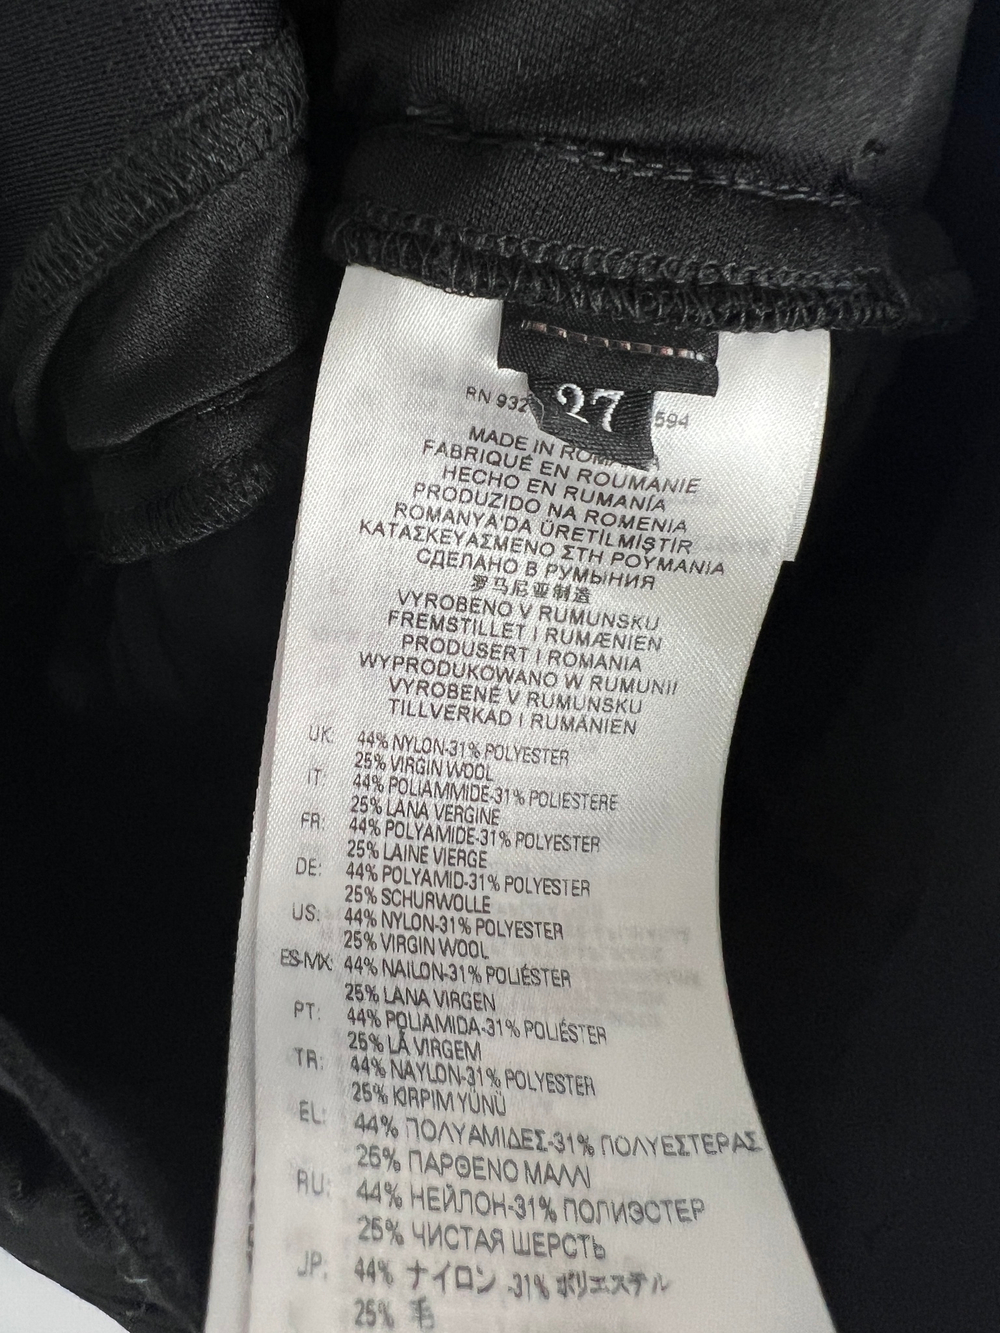 27
RN 932 594
MADE IN
FABRIQUÉ EN ROUMANIE
HECHO EN RUMANÍA
PRODUZIDO NA ROMENIA
ROMANYA'DA ÜRETİLMİŞTİR
ΚΑΤΑΣΚΕΥΑΣΜΕΝΟ ΣΤΗ ΡΟΥΜΑΝΙΑ
СДЕЛАНО В РУМЫНИЯ
罗马尼亚制造
VYROBENO V RUMUNSKU
FREMSTILLET I RUMÆNIEN
PRODUSERT I ROMANIA
WYPRODUKOWANO W RUMUNII
VYROBENÉ V RUMUNSKU
TILLVERKAD I RUMÄNIEN
UK: 44% NYLON-31% POLYESTER
25% VIRGIN WOOL
IT: 44% POLIAMMIDE-31% POLIESTERE
25% LANA VERGINE
FR: 44% POLYAMIDE-31% POLYESTER
25% LAINE VIERGE
DE: 44% POLYAMID-31% POLYESTER
25% SCHURWOLLE
US: 44% NYLON-31% POLYESTER
25% VIRGIN WOOL
ES-MX: 44% NAILON-31% POLIÉSTER
25% LANA VIRGEN
PT: 44% POLIAMIDA-31% POLIÉSTER
25% LÃ VIRGEM
TR: 44% NAYLON-31% POLYESTER
25% KIRPIM YÜNÜ
EL: 44% ΠΟΛΥΑΜΙΔΕΣ-31% ΠΟΛΥΕΣΤΕΡΑΣ
25% ΠΑΡΘΕΝΟ ΜΑΛΛΙ
RU: 44% НЕЙЛОН-31% ПОЛИЭСТЕР
25% ЧИСТАЯ ШЕРСТЬ
JP: 44% ナイロン -31% ポリエステル
25% 毛